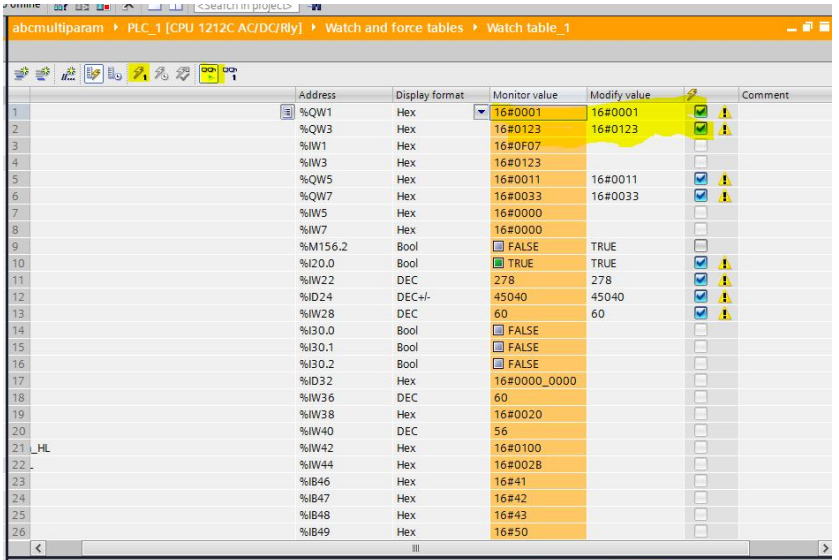 online
<Search in project>
abcmultiparam PLC_1 [CPU 1212C AC/DC/Rly] Watch and force tables Watch table_1
Address Display format Monitor value Modify value Comment
1 %QW1 Hex 16#0001 16#0001
2 %QW3 Hex 16#0123 16#0123
3 %IW1 Hex 16#0F07
4 %IW3 Hex 16#0123
5 %QW5 Hex 16#0011 16#0011
6 %QW7 Hex 16#0033 16#0033
7 %IW5 Hex 16#0000
8 %IW7 Hex 16#0000
9 %M156.2 Bool FALSE TRUE
10 %I20.0 Bool TRUE TRUE
11 %IW22 DEC 278 278
12 %ID24 DEC+/- 45040 45040
13 %IW28 DEC 60 60
14 %I30.0 Bool FALSE
15 %I30.1 Bool FALSE
16 %I30.2 Bool FALSE
17 %ID32 Hex 16#0000_0000
18 %IW36 DEC 60
19 %IW38 Hex 16#0020
20 %IW40 DEC 56
21 _HL %IW42 Hex 16#0100
22 %IW44 Hex 16#002B
23 %IB46 Hex 16#41
24 %IB47 Hex 16#42
25 %IB48 Hex 16#43
26 %IB49 Hex 16#50